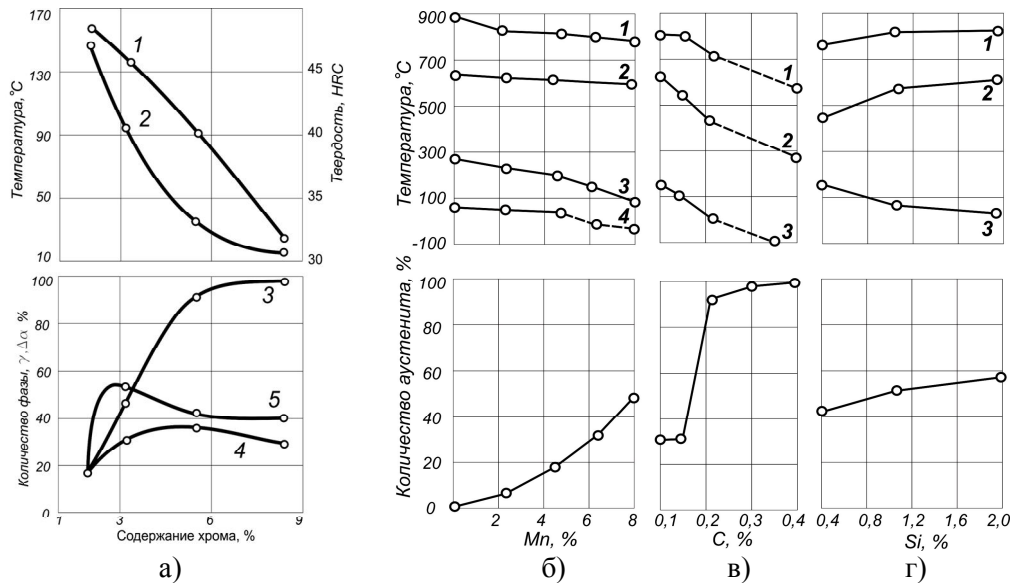 170
130
90
50
10
Температура,°С
45
40
35
30
Твердость, HRC
1
2
100
80
60
40
20
0
Количество фазы, γ.Δα %
3
5
4
1 3 6 9
Содержание хрома, %
а)
900
700
500
300
100
-100
Температура,°С
1
2
3
4
100
80
60
40
20
0
Количество аустенита, %
2 4 6 8
Mn, %
б)
1
2
3
0,1 0,2 0,3 0,4
С, %
в)
1
2
3
0,4 0,8 1,2 1,6 2,0
Si, %
г)